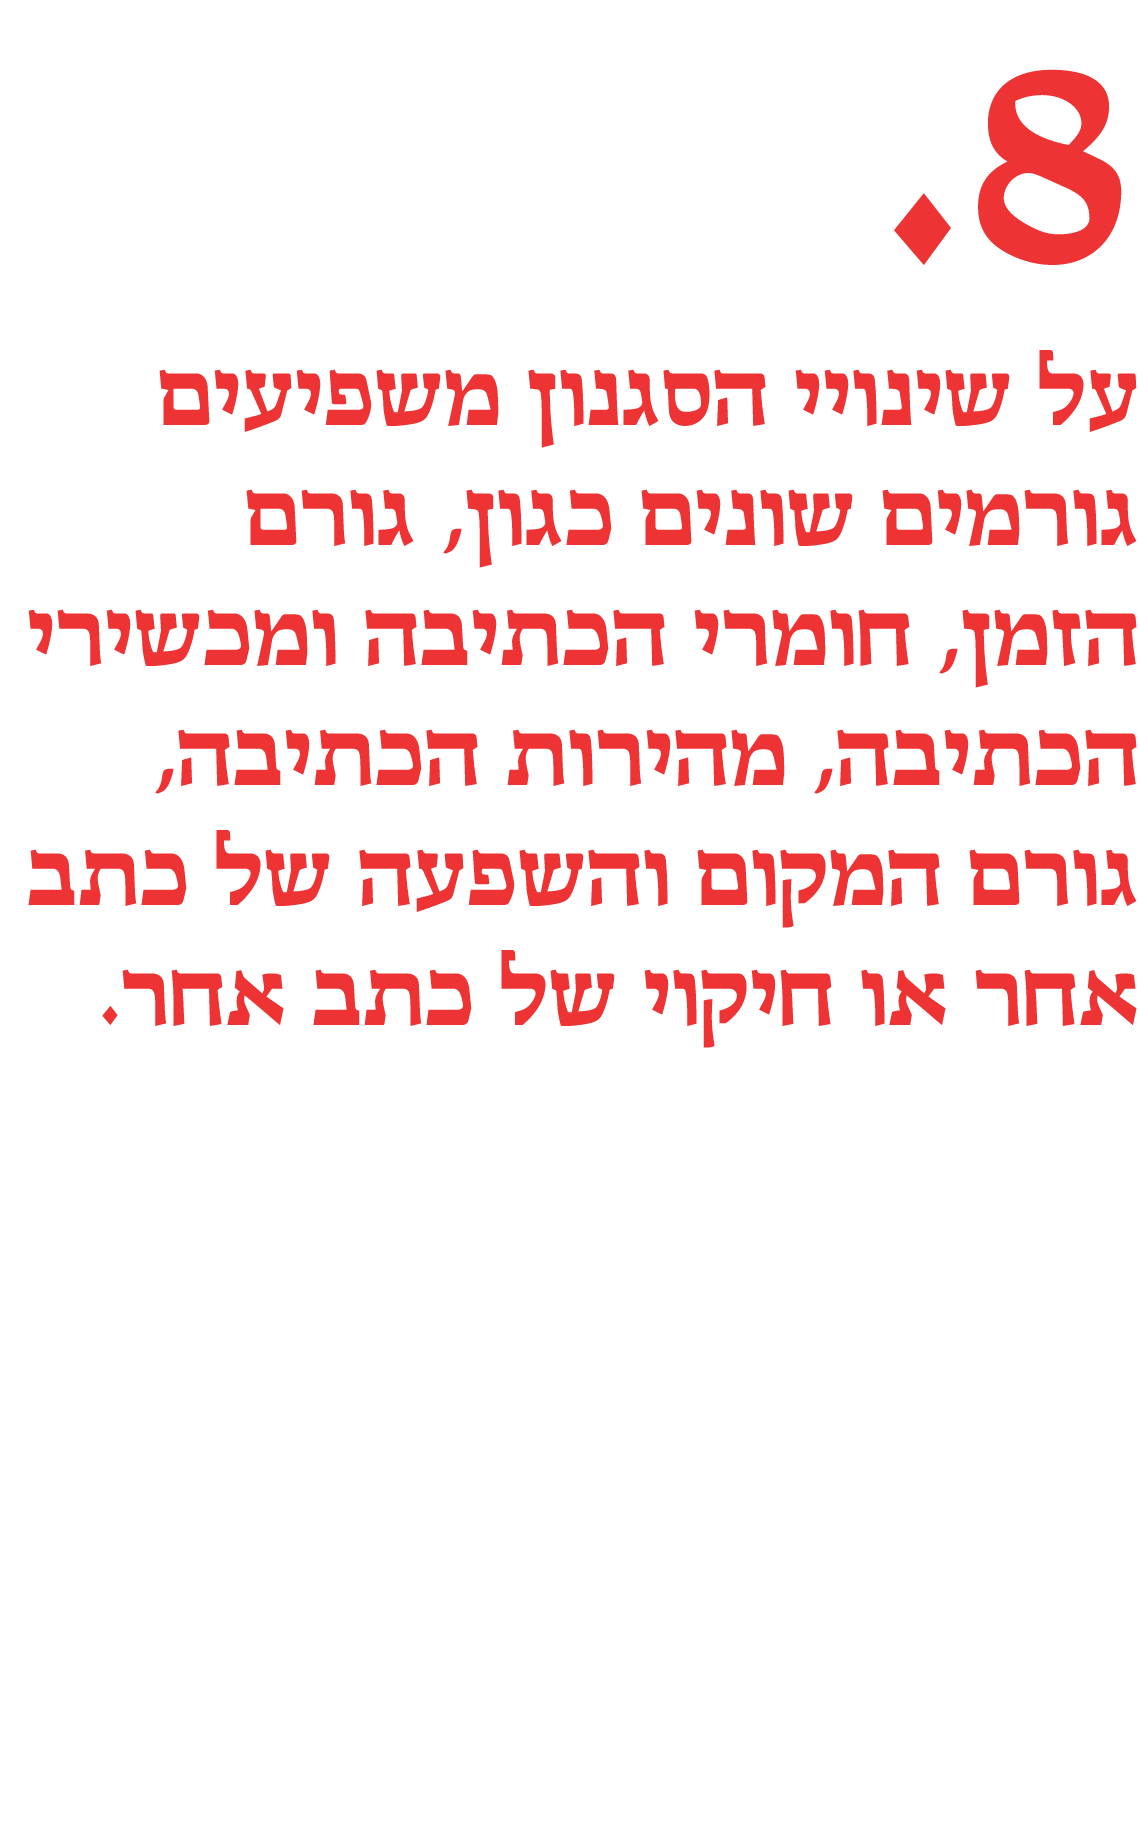 8.
על שינויי הסגנון משפיעים
גורמים שונים כגון, גורם
הזמן, חומרי הכתיבה ומכשירי
הכתיבה, מהירות הכתיבה,
גורם המקום והשפעה של כתב
אחר או חיקוי של כתב אחר.